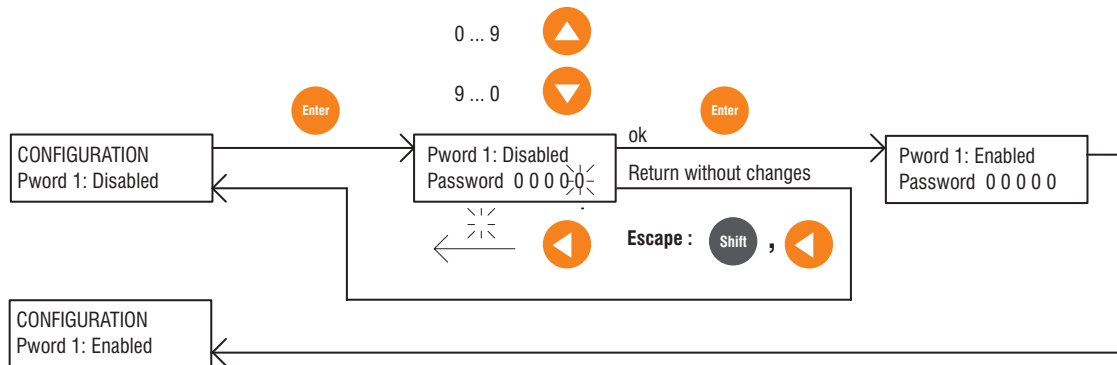 0 ... 9
9 ... 0
Enter
CONFIGURATION
Pword 1: Disabled
Pword 1: Disabled
Password 0 0 0 0 0
ok
Enter
Return without changes
Pword 1: Enabled
Password 0 0 0 0 0
Escape :
Shift
,
CONFIGURATION
Pword 1: Enabled